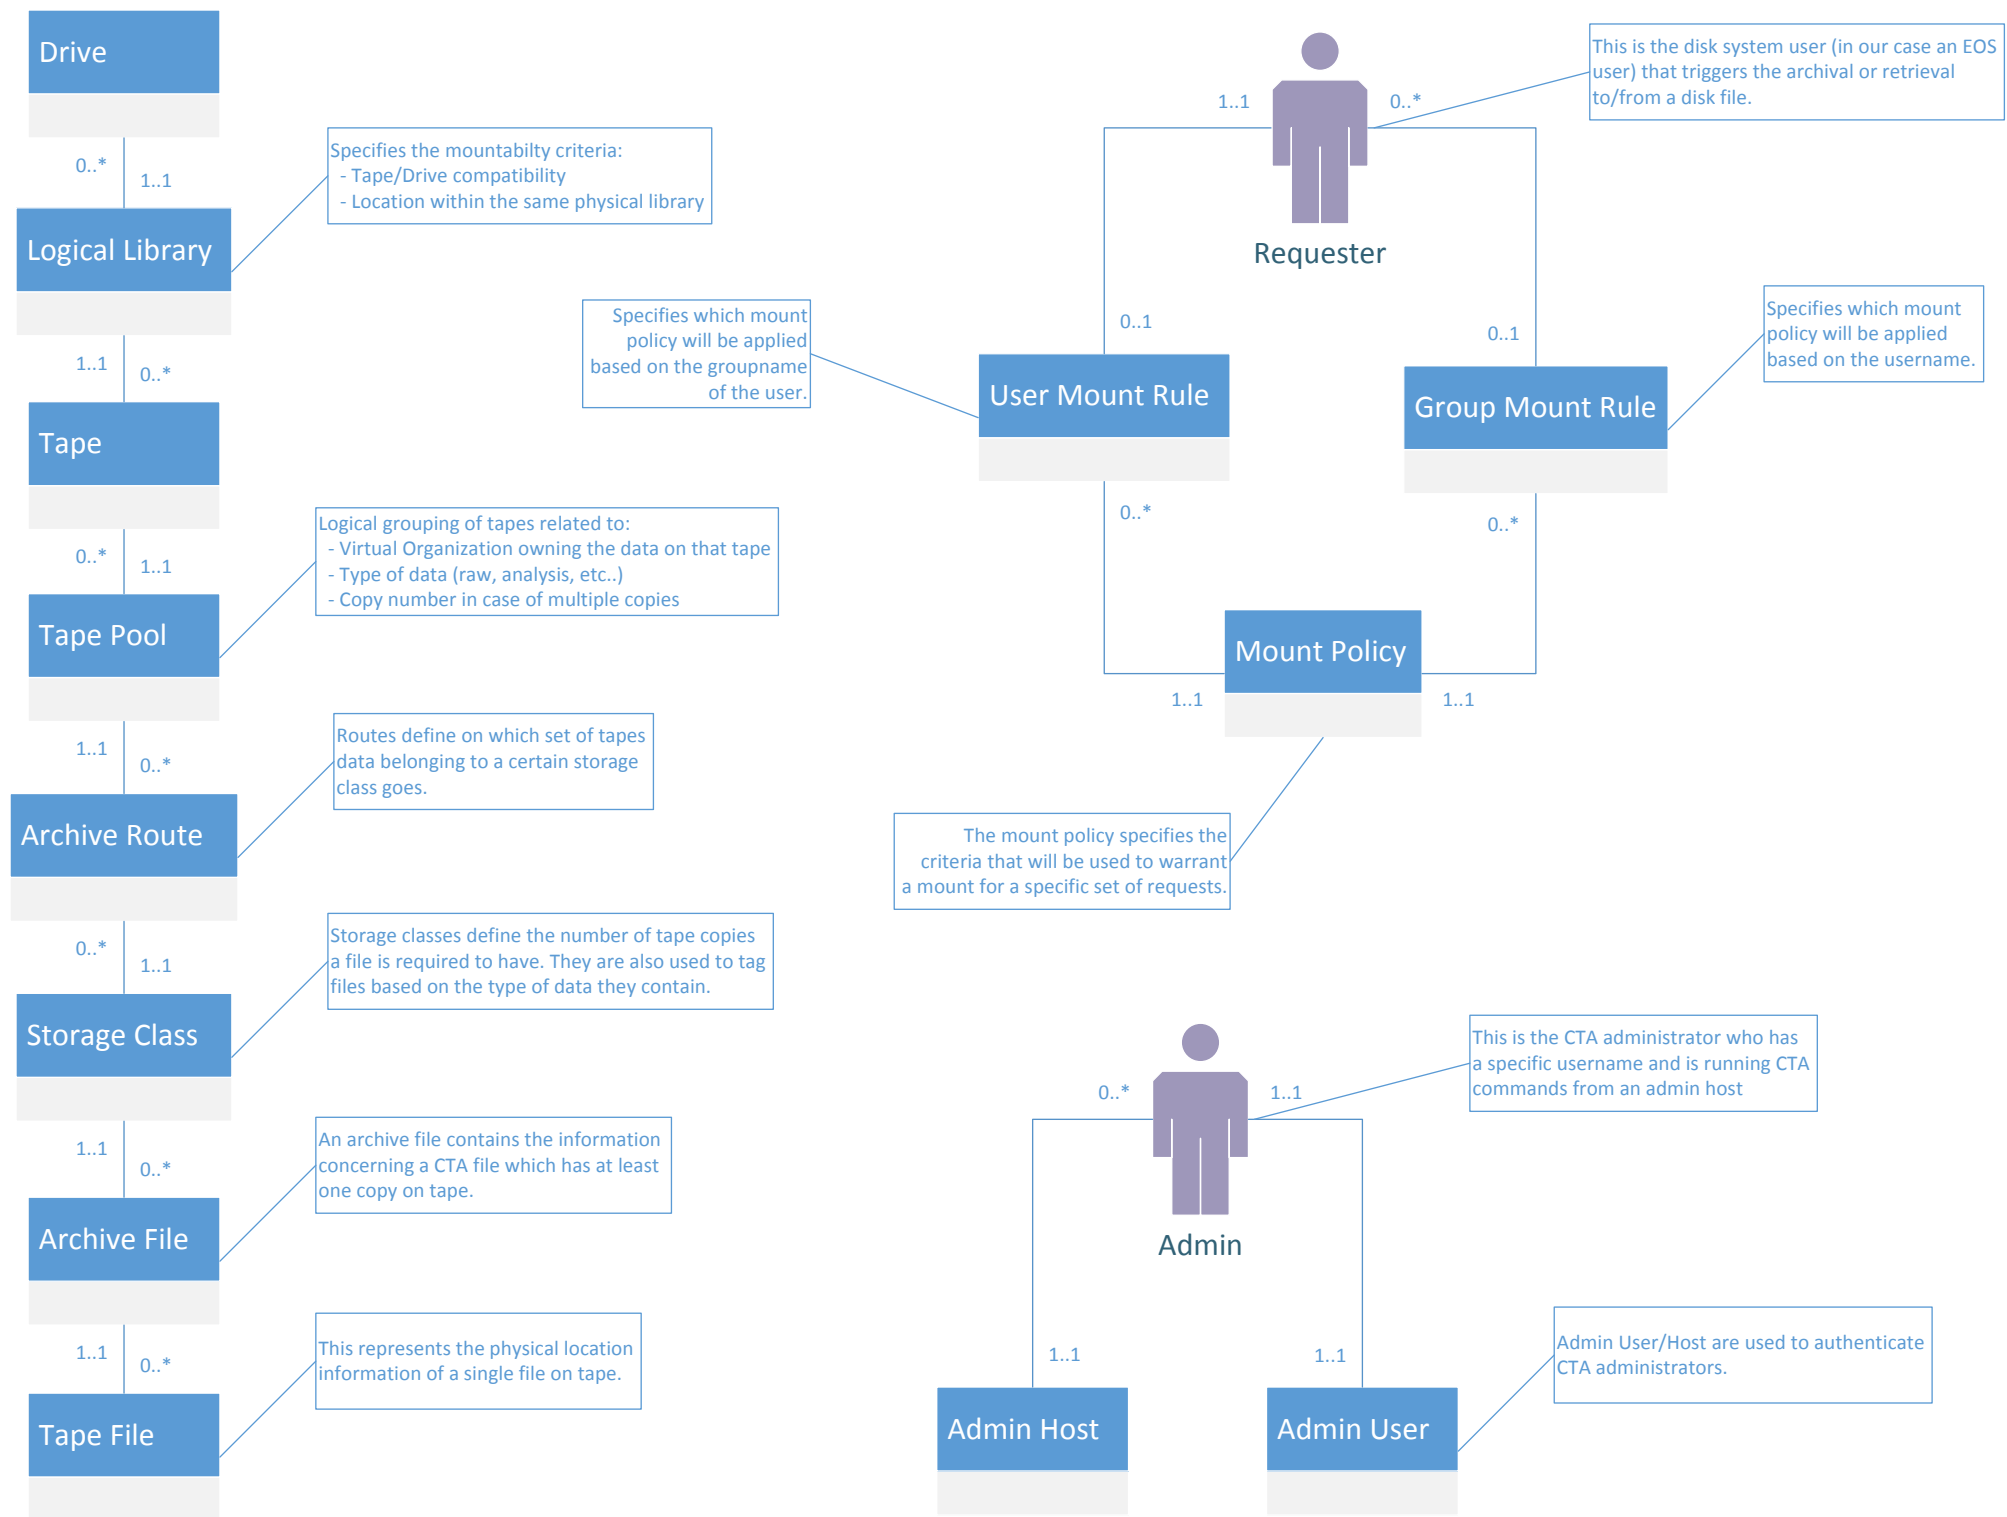 Drive
0..*
1..1
Specifies the mountabilty criteria:
- Tape/Drive compatibility
- Location within the same physical library
Logical Library
1..1
0..*
Tape
0..*
1..1
Logical grouping of tapes related to:
- Virtual Organization owning the data on that tape
- Type of data (raw, analysis, etc..)
- Copy number in case of multiple copies
Tape Pool
1..1
0..*
Routes define on which set of tapes
data belonging to a certain storage
class goes.
Archive Route
0..*
1..1
Storage classes define the number of tape copies
a file is required to have. They are also used to tag
files based on the type of data they contain.
Storage Class
1..1
0..*
An archive file contains the information
concerning a CTA file which has at least
one copy on tape.
Archive File
1..1
0..*
This represents the physical location
information of a single file on tape.
Tape File
This is the disk system user (in our case an EOS
user) that triggers the archival or retrieval
to/from a disk file.
1..1
0..*
Requester
Specifies which mount
policy will be applied
based on the groupname
of the user.
0..1
0..1
Specifies which mount
policy will be applied
based on the username.
User Mount Rule
Group Mount Rule
0..*
0..*
Mount Policy
1..1
1..1
The mount policy specifies the
criteria that will be used to warrant
a mount for a specific set of requests.
This is the CTA administrator who has
a specific username and is running CTA
commands from an admin host
0..*
1..1
Admin
1..1
1..1
Admin User/Host are used to authenticate
CTA administrators.
Admin Host
Admin User